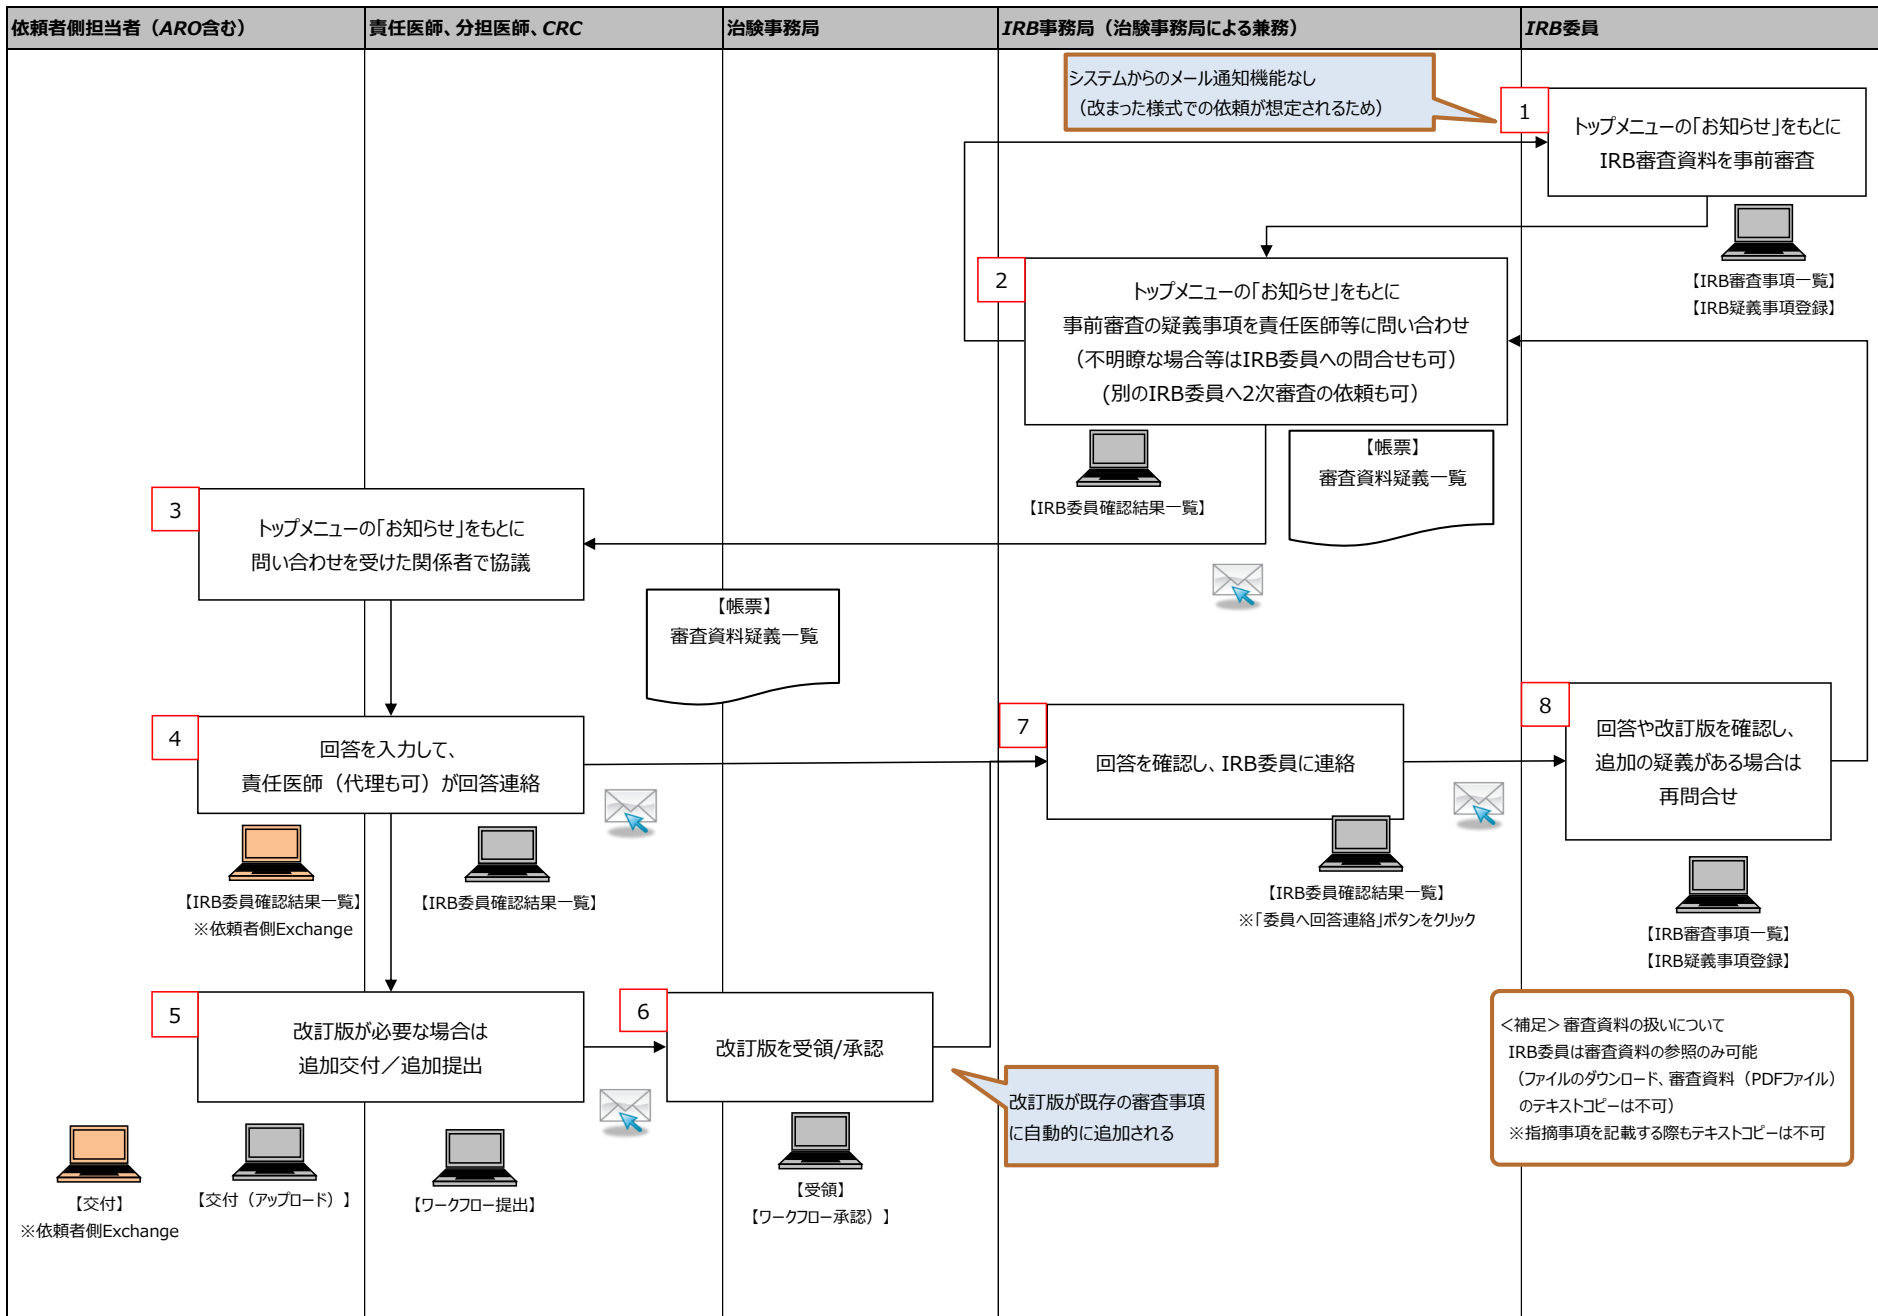 依頼者側担当者（ARO含む）
責任医師、分担医師、CRC
治験事務局
IRB事務局（治験事務局による兼務）
IRB委員
システムからのメール通知機能なし
（改まった様式での依頼が想定されるため）
1
トップメニューの「お知らせ」をもとに
IRB審査資料を事前審査
【IRB審査事項一覧】
【IRB疑義事項登録】
2
トップメニューの「お知らせ」をもとに
事前審査の疑義事項を責任医師等に問い合わせ
（不明瞭な場合等はIRB委員への問合せも可）
(別のIRB委員へ2次審査の依頼も可）
【IRB委員確認結果一覧】
【帳票】
審査資料疑義一覧
3
トップメニューの「お知らせ」をもとに
問い合わせを受けた関係者で協議
【帳票】
審査資料疑義一覧
4
回答を入力して、
責任医師（代理も可）が回答連絡
【IRB委員確認結果一覧】
※依頼者側Exchange
【IRB委員確認結果一覧】
7
回答を確認し、IRB委員に連絡
【IRB委員確認結果一覧】
※「委員へ回答連絡」ボタンをクリック
8
回答や改訂版を確認し、
追加の疑義がある場合は
再問合せ
【IRB審査事項一覧】
【IRB疑義事項登録】
5
改訂版が必要な場合は
追加交付／追加提出
【交付】
※依頼者側Exchange
【交付（アップロード）】
【ワークフロー提出】
6
改訂版を受領/承認
【受領】
【ワークフロー承認）】
改訂版が既存の審査事項
に自動的に追加される
＜補足＞審査資料の扱いについて
IRB委員は審査資料の参照のみ可能
（ファイルのダウンロード、審査資料（PDFファイル）
のテキストコピーは不可）
※指摘事項を記載する際もテキストコピーは不可